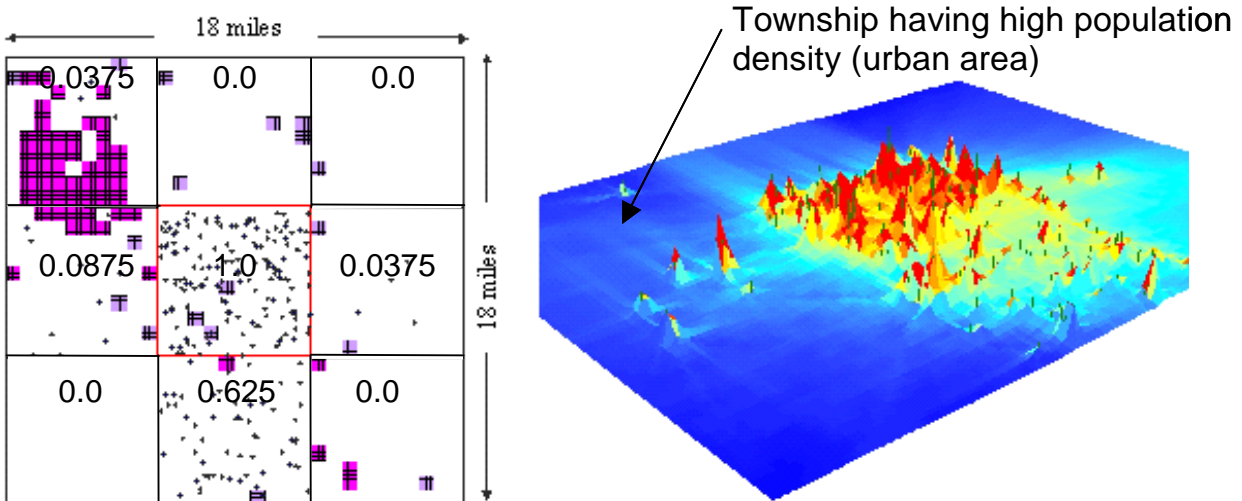 18 miles
Township having high population
density (urban area)
0.0375 0.0 0.0
0.0875 1.0 0.0375
18 miles
0.0 0.625 0.0